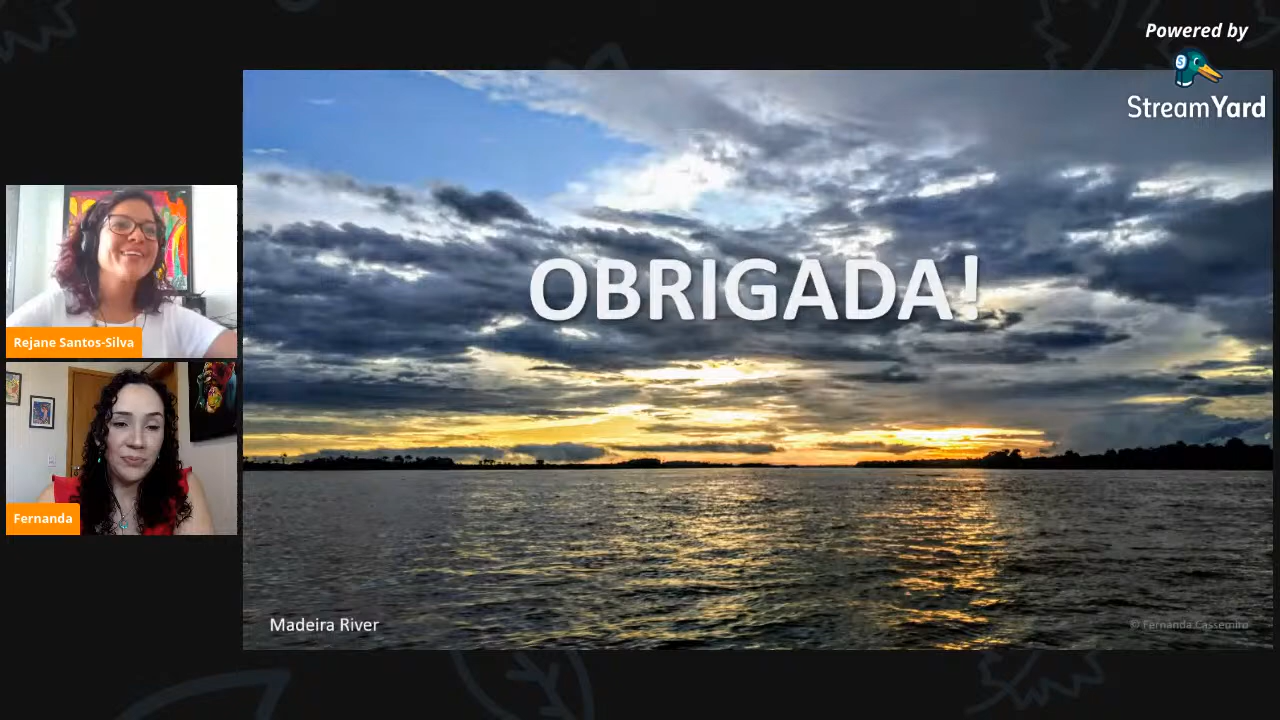 Powered by
StreamYard
OBRIGADA!
Rejane Santos-Silva
Fernanda
Madeira River
© Fernanda Cassemiro